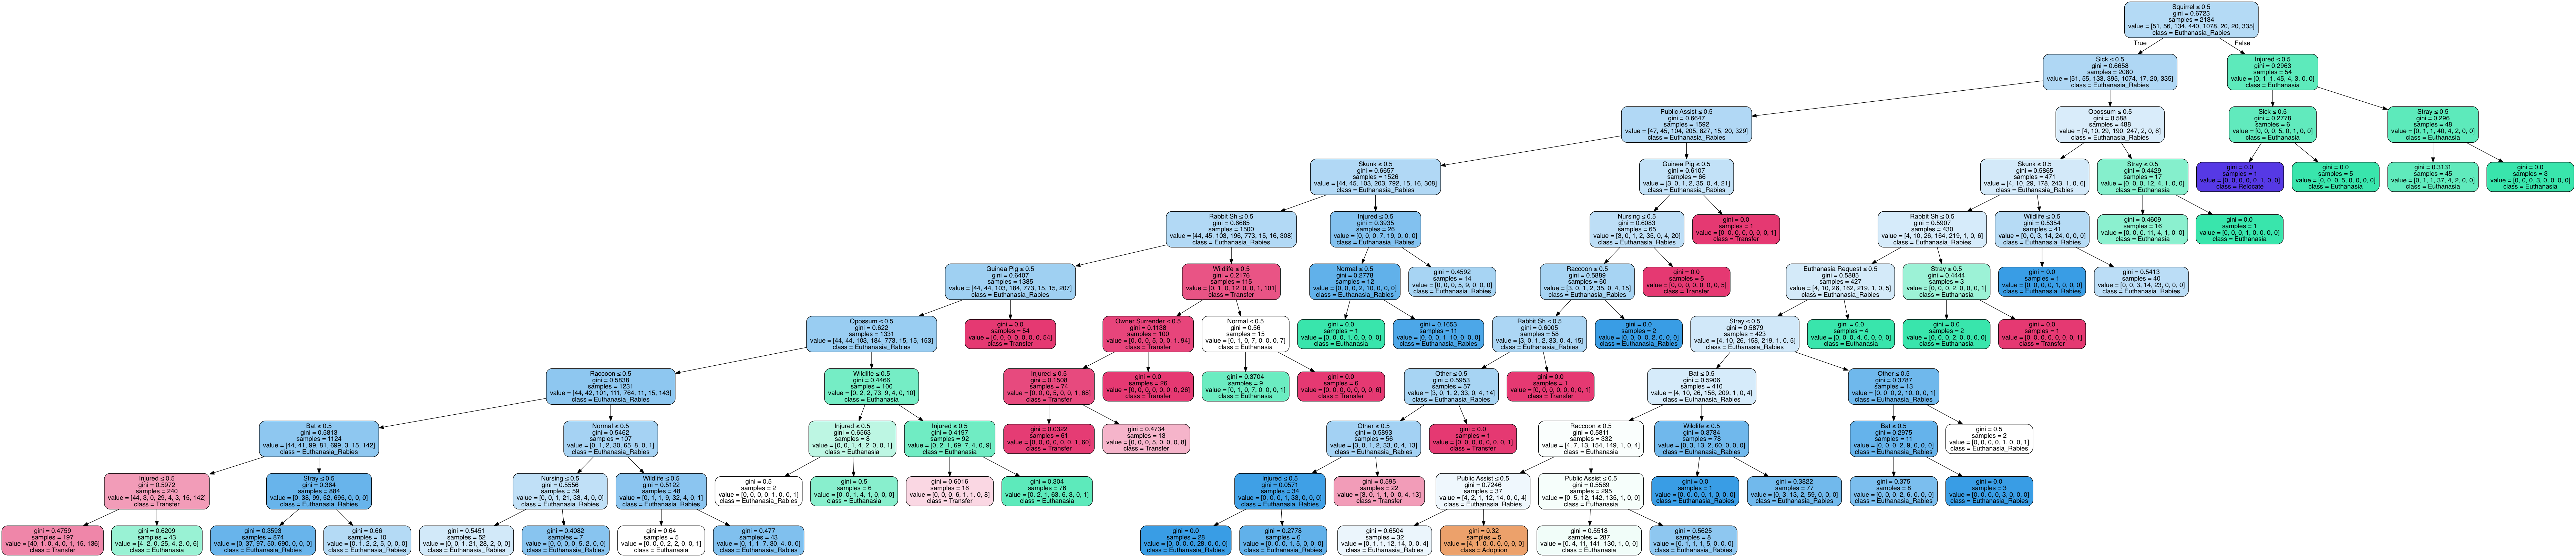 Squirrel ≤ 0.5
gini = 0.6723
samples = 2134
value = [51, 56, 134, 440, 1078, 20, 20, 335]
class = Euthanasia_Rabies
True
False
Sick ≤ 0.5
gini = 0.6658
samples = 2080
value = [51, 55, 133, 395, 1074, 17, 20, 335]
class = Euthanasia_Rabies
Injured ≤ 0.5
gini = 0.2963
samples = 54
value = [0, 1, 1, 45, 4, 3, 0, 0]
class = Euthanasia
Public Assist ≤ 0.5
gini = 0.6647
samples = 1592
value = [47, 45, 104, 205, 827, 15, 20, 329]
class = Euthanasia_Rabies
Opossum ≤ 0.5
gini = 0.588
samples = 488
value = [4, 10, 29, 190, 247, 2, 0, 6]
class = Euthanasia_Rabies
Sick ≤ 0.5
gini = 0.2778
samples = 6
value = [0, 0, 0, 5, 0, 1, 0, 0]
class = Euthanasia
Stray ≤ 0.5
gini = 0.296
samples = 48
value = [0, 1, 1, 40, 4, 2, 0, 0]
class = Euthanasia
Skunk ≤ 0.5
gini = 0.6657
samples = 1526
value = [44, 45, 103, 203, 792, 15, 16, 308]
class = Euthanasia_Rabies
Guinea Pig ≤ 0.5
gini = 0.6107
samples = 66
value = [3, 0, 1, 2, 35, 0, 4, 21]
class = Euthanasia_Rabies
Skunk ≤ 0.5
gini = 0.5865
samples = 471
value = [4, 10, 29, 178, 243, 1, 0, 6]
class = Euthanasia_Rabies
Stray ≤ 0.5
gini = 0.4429
samples = 17
value = [0, 0, 0, 12, 4, 1, 0, 0]
class = Euthanasia
gini = 0.0
samples = 1
value = [0, 0, 0, 0, 0, 1, 0, 0]
class = Relocate
gini = 0.0
samples = 5
value = [0, 0, 0, 5, 0, 0, 0, 0]
class = Euthanasia
gini = 0.3131
samples = 45
value = [0, 1, 1, 37, 4, 2, 0, 0]
class = Euthanasia
gini = 0.0
samples = 3
value = [0, 0, 0, 3, 0, 0, 0, 0]
class = Euthanasia
Rabbit Sh ≤ 0.5
gini = 0.6685
samples = 1500
value = [44, 45, 103, 196, 773, 15, 16, 308]
class = Euthanasia_Rabies
Injured ≤ 0.5
gini = 0.3935
samples = 26
value = [0, 0, 0, 7, 19, 0, 0, 0]
class = Euthanasia_Rabies
Nursing ≤ 0.5
gini = 0.6083
samples = 65
value = [3, 0, 1, 2, 35, 0, 4, 20]
class = Euthanasia_Rabies
gini = 0.0
samples = 1
value = [0, 0, 0, 0, 0, 0, 0, 1]
class = Transfer
Rabbit Sh ≤ 0.5
gini = 0.5907
samples = 430
value = [4, 10, 26, 164, 219, 1, 0, 6]
class = Euthanasia_Rabies
Wildlife ≤ 0.5
gini = 0.5354
samples = 41
value = [0, 0, 3, 14, 24, 0, 0, 0]
class = Euthanasia_Rabies
gini = 0.4609
samples = 16
value = [0, 0, 0, 11, 4, 1, 0, 0]
class = Euthanasia
gini = 0.0
samples = 1
value = [0, 0, 0, 1, 0, 0, 0, 0]
class = Euthanasia
Guinea Pig ≤ 0.5
gini = 0.6407
samples = 1385
value = [44, 44, 103, 184, 773, 15, 15, 207]
class = Euthanasia_Rabies
Wildlife ≤ 0.5
gini = 0.2176
samples = 115
value = [0, 1, 0, 12, 0, 0, 1, 101]
class = Transfer
Normal ≤ 0.5
gini = 0.2778
samples = 12
value = [0, 0, 0, 2, 10, 0, 0, 0]
class = Euthanasia_Rabies
gini = 0.4592
samples = 14
value = [0, 0, 0, 5, 9, 0, 0, 0]
class = Euthanasia_Rabies
Raccoon ≤ 0.5
gini = 0.5889
samples = 60
value = [3, 0, 1, 2, 35, 0, 4, 15]
class = Euthanasia_Rabies
gini = 0.0
samples = 5
value = [0, 0, 0, 0, 0, 0, 0, 5]
class = Transfer
Euthanasia Request ≤ 0.5
gini = 0.5885
samples = 427
value = [4, 10, 26, 162, 219, 1, 0, 5]
class = Euthanasia_Rabies
Stray ≤ 0.5
gini = 0.4444
samples = 3
value = [0, 0, 0, 2, 0, 0, 0, 1]
class = Euthanasia
gini = 0.0
samples = 1
value = [0, 0, 0, 0, 1, 0, 0, 0]
class = Euthanasia_Rabies
gini = 0.5413
samples = 40
value = [0, 0, 3, 14, 23, 0, 0, 0]
class = Euthanasia_Rabies
Opossum ≤ 0.5
gini = 0.622
samples = 1331
value = [44, 44, 103, 184, 773, 15, 15, 153]
class = Euthanasia_Rabies
gini = 0.0
samples = 54
value = [0, 0, 0, 0, 0, 0, 0, 54]
class = Transfer
Owner Surrender ≤ 0.5
gini = 0.1138
samples = 100
value = [0, 0, 0, 5, 0, 0, 1, 94]
class = Transfer
Normal ≤ 0.5
gini = 0.56
samples = 15
value = [0, 1, 0, 7, 0, 0, 0, 7]
class = Euthanasia
gini = 0.0
samples = 1
value = [0, 0, 0, 1, 0, 0, 0, 0]
class = Euthanasia
gini = 0.1653
samples = 11
value = [0, 0, 0, 1, 10, 0, 0, 0]
class = Euthanasia_Rabies
Rabbit Sh ≤ 0.5
gini = 0.6005
samples = 58
value = [3, 0, 1, 2, 33, 0, 4, 15]
class = Euthanasia_Rabies
gini = 0.0
samples = 2
value = [0, 0, 0, 0, 2, 0, 0, 0]
class = Euthanasia_Rabies
Stray ≤ 0.5
gini = 0.5879
samples = 423
value = [4, 10, 26, 158, 219, 1, 0, 5]
class = Euthanasia_Rabies
gini = 0.0
samples = 4
value = [0, 0, 0, 4, 0, 0, 0, 0]
class = Euthanasia
gini = 0.0
samples = 2
value = [0, 0, 0, 2, 0, 0, 0, 0]
class = Euthanasia
gini = 0.0
samples = 1
value = [0, 0, 0, 0, 0, 0, 0, 1]
class = Transfer
Raccoon ≤ 0.5
gini = 0.5838
samples = 1231
value = [44, 42, 101, 111, 764, 11, 15, 143]
class = Euthanasia_Rabies
Wildlife ≤ 0.5
gini = 0.4466
samples = 100
value = [0, 2, 2, 73, 9, 4, 0, 10]
class = Euthanasia
Injured ≤ 0.5
gini = 0.1508
samples = 74
value = [0, 0, 0, 5, 0, 0, 1, 68]
class = Transfer
gini = 0.0
samples = 26
value = [0, 0, 0, 0, 0, 0, 0, 26]
class = Transfer
gini = 0.3704
samples = 9
value = [0, 1, 0, 7, 0, 0, 0, 1]
class = Euthanasia
gini = 0.0
samples = 6
value = [0, 0, 0, 0, 0, 0, 0, 6]
class = Transfer
Other ≤ 0.5
gini = 0.5953
samples = 57
value = [3, 0, 1, 2, 33, 0, 4, 14]
class = Euthanasia_Rabies
gini = 0.0
samples = 1
value = [0, 0, 0, 0, 0, 0, 0, 1]
class = Transfer
Bat ≤ 0.5
gini = 0.5906
samples = 410
value = [4, 10, 26, 156, 209, 1, 0, 4]
class = Euthanasia_Rabies
Other ≤ 0.5
gini = 0.3787
samples = 13
value = [0, 0, 0, 2, 10, 0, 0, 1]
class = Euthanasia_Rabies
Bat ≤ 0.5
gini = 0.5813
samples = 1124
value = [44, 41, 99, 81, 699, 3, 15, 142]
class = Euthanasia_Rabies
Normal ≤ 0.5
gini = 0.5462
samples = 107
value = [0, 1, 2, 30, 65, 8, 0, 1]
class = Euthanasia_Rabies
Injured ≤ 0.5
gini = 0.6563
samples = 8
value = [0, 0, 1, 4, 2, 0, 0, 1]
class = Euthanasia
Injured ≤ 0.5
gini = 0.4197
samples = 92
value = [0, 2, 1, 69, 7, 4, 0, 9]
class = Euthanasia
gini = 0.0322
samples = 61
value = [0, 0, 0, 0, 0, 0, 1, 60]
class = Transfer
gini = 0.4734
samples = 13
value = [0, 0, 0, 5, 0, 0, 0, 8]
class = Transfer
Other ≤ 0.5
gini = 0.5893
samples = 56
value = [3, 0, 1, 2, 33, 0, 4, 13]
class = Euthanasia_Rabies
gini = 0.0
samples = 1
value = [0, 0, 0, 0, 0, 0, 0, 1]
class = Transfer
Raccoon ≤ 0.5
gini = 0.5811
samples = 332
value = [4, 7, 13, 154, 149, 1, 0, 4]
class = Euthanasia
Wildlife ≤ 0.5
gini = 0.3784
samples = 78
value = [0, 3, 13, 2, 60, 0, 0, 0]
class = Euthanasia_Rabies
Bat ≤ 0.5
gini = 0.2975
samples = 11
value = [0, 0, 0, 2, 9, 0, 0, 0]
class = Euthanasia_Rabies
gini = 0.5
samples = 2
value = [0, 0, 0, 0, 1, 0, 0, 1]
class = Euthanasia_Rabies
Injured ≤ 0.5
gini = 0.5972
samples = 240
value = [44, 3, 0, 29, 4, 3, 15, 142]
class = Transfer
Stray ≤ 0.5
gini = 0.364
samples = 884
value = [0, 38, 99, 52, 695, 0, 0, 0]
class = Euthanasia_Rabies
Nursing ≤ 0.5
gini = 0.5556
samples = 59
value = [0, 0, 1, 21, 33, 4, 0, 0]
class = Euthanasia_Rabies
Wildlife ≤ 0.5
gini = 0.5122
samples = 48
value = [0, 1, 1, 9, 32, 4, 0, 1]
class = Euthanasia_Rabies
gini = 0.5
samples = 2
value = [0, 0, 0, 0, 1, 0, 0, 1]
class = Euthanasia_Rabies
gini = 0.5
samples = 6
value = [0, 0, 1, 4, 1, 0, 0, 0]
class = Euthanasia
gini = 0.6016
samples = 16
value = [0, 0, 0, 6, 1, 1, 0, 8]
class = Transfer
gini = 0.304
samples = 76
value = [0, 2, 1, 63, 6, 3, 0, 1]
class = Euthanasia
Injured ≤ 0.5
gini = 0.0571
samples = 34
value = [0, 0, 0, 1, 33, 0, 0, 0]
class = Euthanasia_Rabies
gini = 0.595
samples = 22
value = [3, 0, 1, 1, 0, 0, 4, 13]
class = Transfer
Public Assist ≤ 0.5
gini = 0.7246
samples = 37
value = [4, 2, 1, 12, 14, 0, 0, 4]
class = Euthanasia_Rabies
Public Assist ≤ 0.5
gini = 0.5569
samples = 295
value = [0, 5, 12, 142, 135, 1, 0, 0]
class = Euthanasia
gini = 0.0
samples = 1
value = [0, 0, 0, 0, 1, 0, 0, 0]
class = Euthanasia_Rabies
gini = 0.3822
samples = 77
value = [0, 3, 13, 2, 59, 0, 0, 0]
class = Euthanasia_Rabies
gini = 0.375
samples = 8
value = [0, 0, 0, 2, 6, 0, 0, 0]
class = Euthanasia_Rabies
gini = 0.0
samples = 3
value = [0, 0, 0, 0, 3, 0, 0, 0]
class = Euthanasia_Rabies
gini = 0.4759
samples = 197
value = [40, 1, 0, 4, 0, 1, 15, 136]
class = Transfer
gini = 0.6209
samples = 43
value = [4, 2, 0, 25, 4, 2, 0, 6]
class = Euthanasia
gini = 0.3593
samples = 874
value = [0, 37, 97, 50, 690, 0, 0, 0]
class = Euthanasia_Rabies
gini = 0.66
samples = 10
value = [0, 1, 2, 2, 5, 0, 0, 0]
class = Euthanasia_Rabies
gini = 0.5451
samples = 52
value = [0, 0, 1, 21, 28, 2, 0, 0]
class = Euthanasia_Rabies
gini = 0.4082
samples = 7
value = [0, 0, 0, 0, 5, 2, 0, 0]
class = Euthanasia_Rabies
gini = 0.64
samples = 5
value = [0, 0, 0, 2, 2, 0, 0, 1]
class = Euthanasia
gini = 0.477
samples = 43
value = [0, 1, 1, 7, 30, 4, 0, 0]
class = Euthanasia_Rabies
gini = 0.0
samples = 28
value = [0, 0, 0, 0, 28, 0, 0, 0]
class = Euthanasia_Rabies
gini = 0.2778
samples = 6
value = [0, 0, 0, 1, 5, 0, 0, 0]
class = Euthanasia_Rabies
gini = 0.6504
samples = 32
value = [0, 1, 1, 12, 14, 0, 0, 4]
class = Euthanasia_Rabies
gini = 0.32
samples = 5
value = [4, 1, 0, 0, 0, 0, 0, 0]
class = Adoption
gini = 0.5518
samples = 287
value = [0, 4, 11, 141, 130, 1, 0, 0]
class = Euthanasia
gini = 0.5625
samples = 8
value = [0, 1, 1, 1, 5, 0, 0, 0]
class = Euthanasia_Rabies